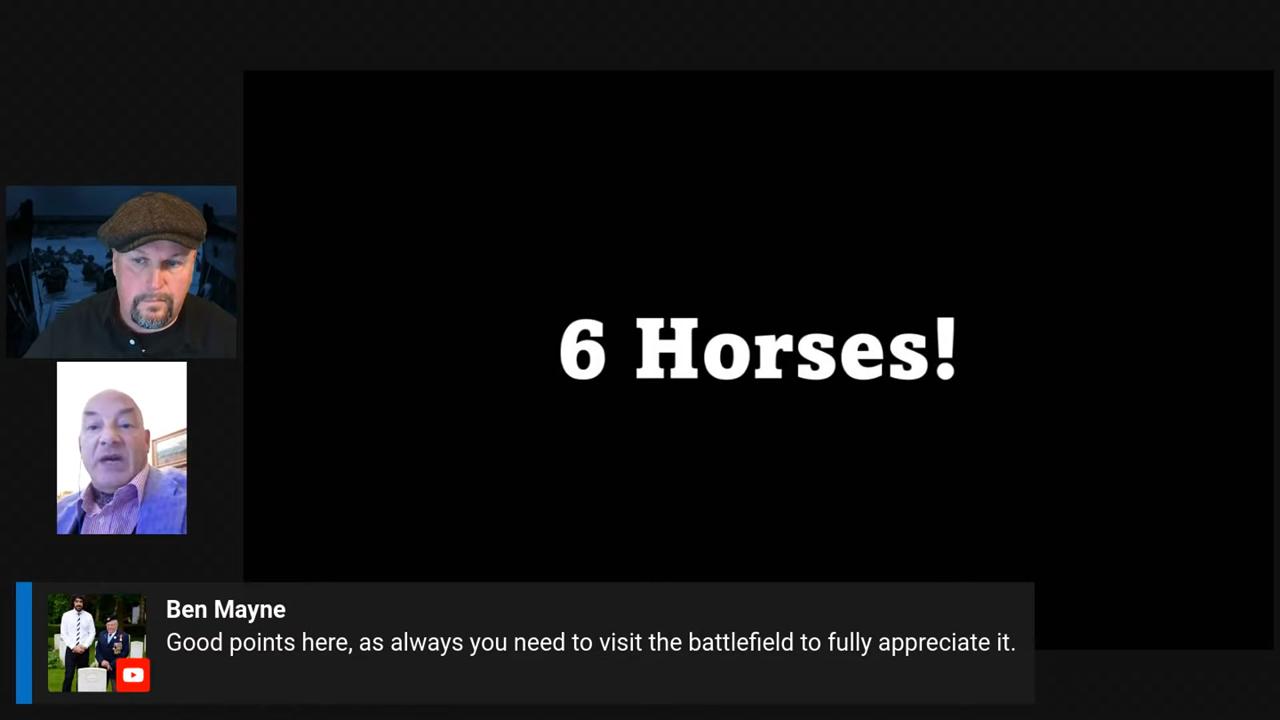 6 Horses!
Ben Mayne
Good points here, as always you need to visit the battlefield to fully appreciate it.